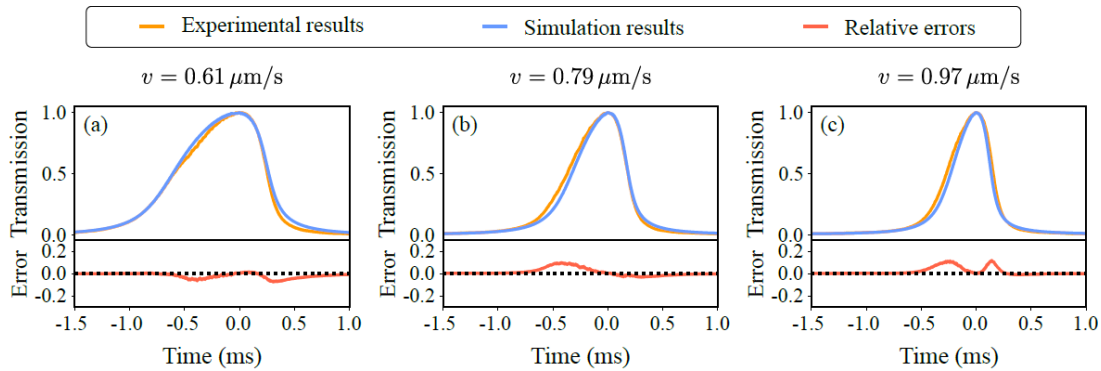 Experimental results Simulation results Relative errors
v = 0.61 μm/s v = 0.79 μm/s v = 0.97 μm/s
(a) (b) (c)
Transmission Transmission Transmission
1.0 1.0 1.0
0.5 0.5 0.5
0.0 0.0 0.0
Error Error Error
0.2 0.2 0.2
0.0 0.0 0.0
-0.2 -0.2 -0.2
-1.5 -1.0 -0.5 0.0 0.5 1.0 -1.5 -1.0 -0.5 0.0 0.5 1.0 -1.5 -1.0 -0.5 0.0 0.5 1.0
Time (ms) Time (ms) Time (ms)